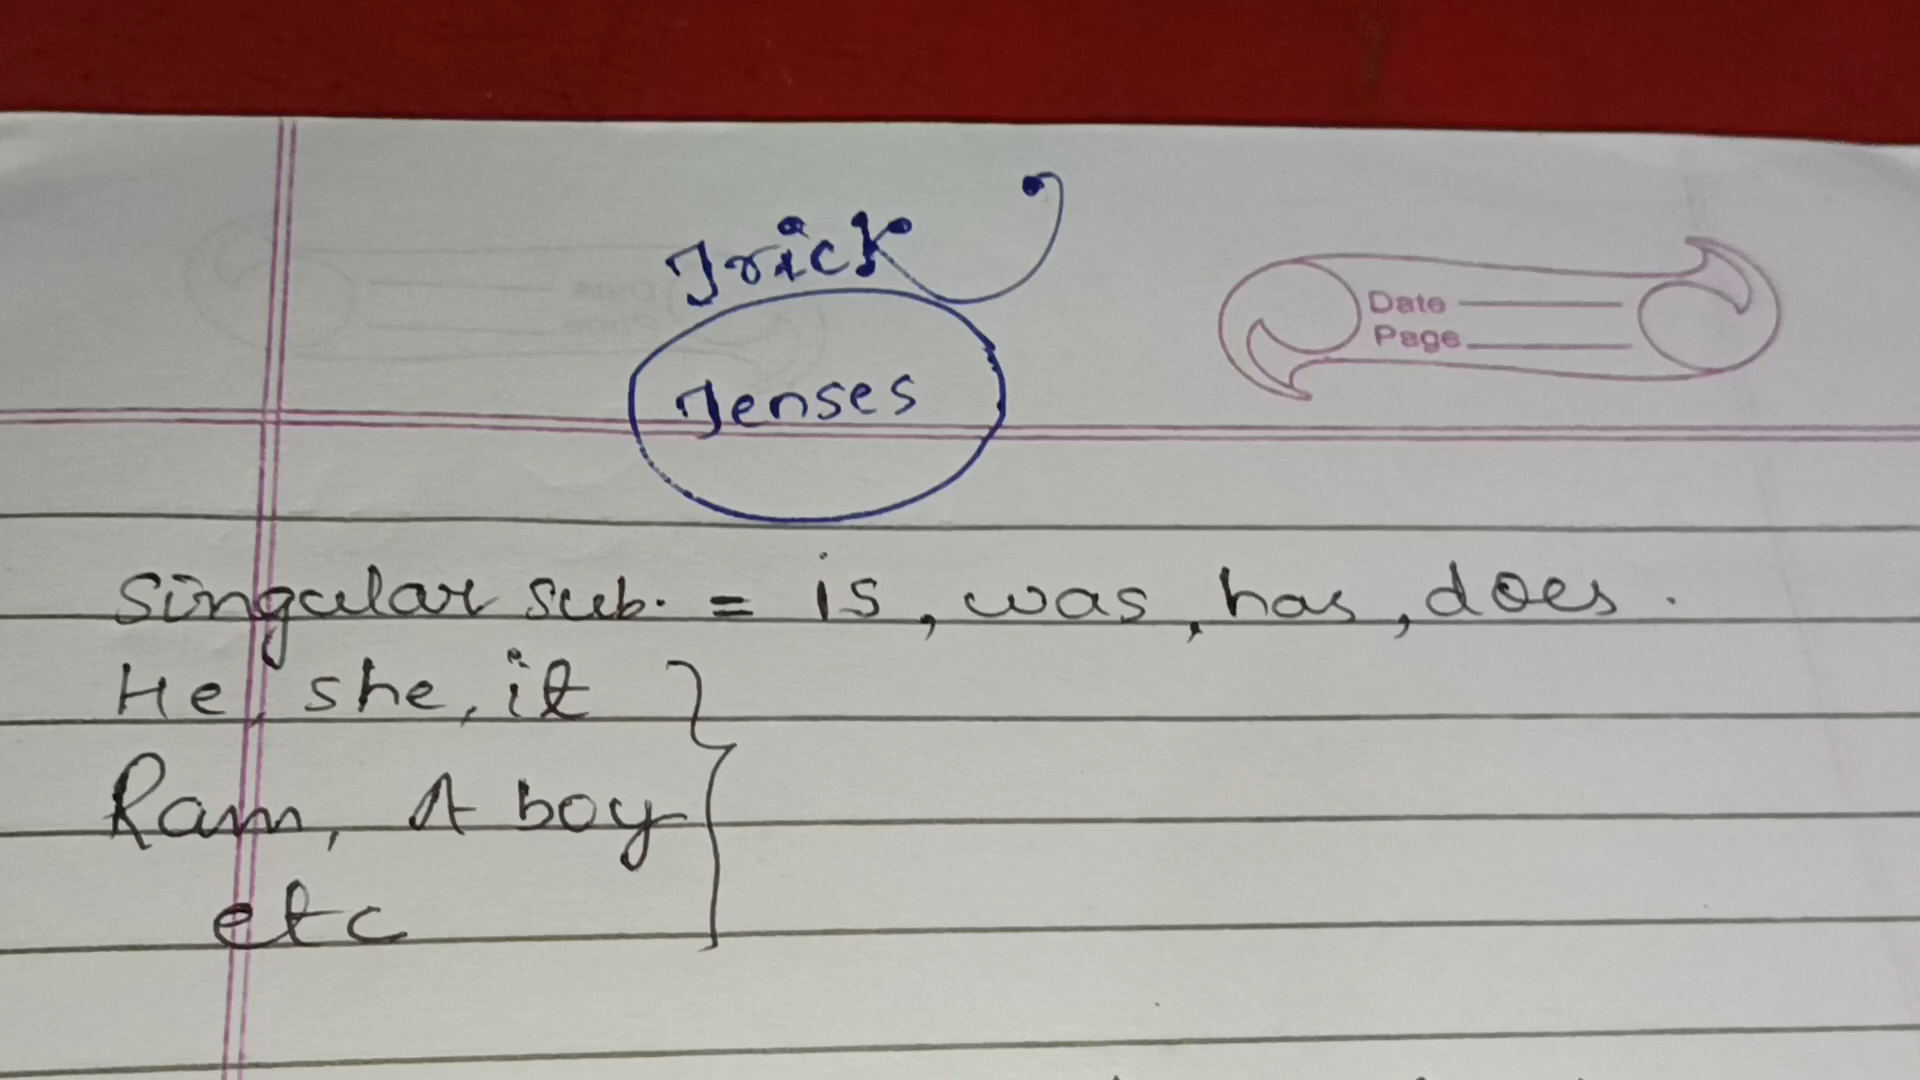 Trick
Date
Page
Tenses
Singular sub. = is, was, has, does.
He, she, it
Ram, A boy
etc